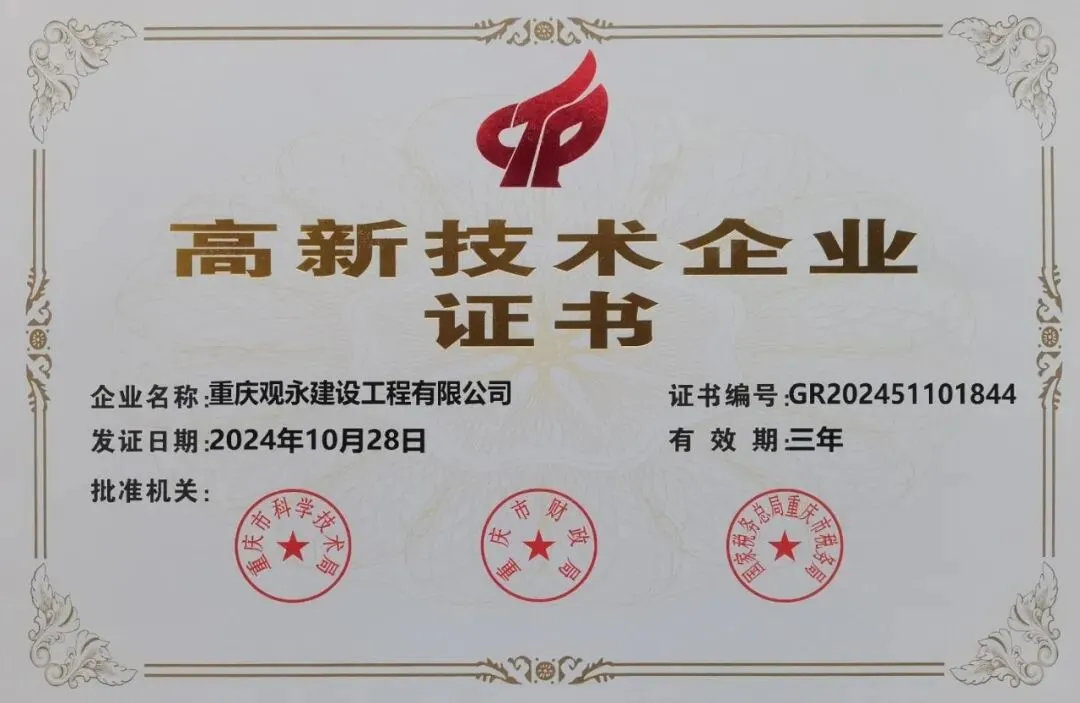 高新技术企业
证书
企业名称:重庆观永建设工程有限公司
证书编号:GR202451101844
发证日期:2024年10月28日
有 效 期:三年
批准机关:
重庆市科学技术局
重庆市财政局
国家税务总局重庆市税务局